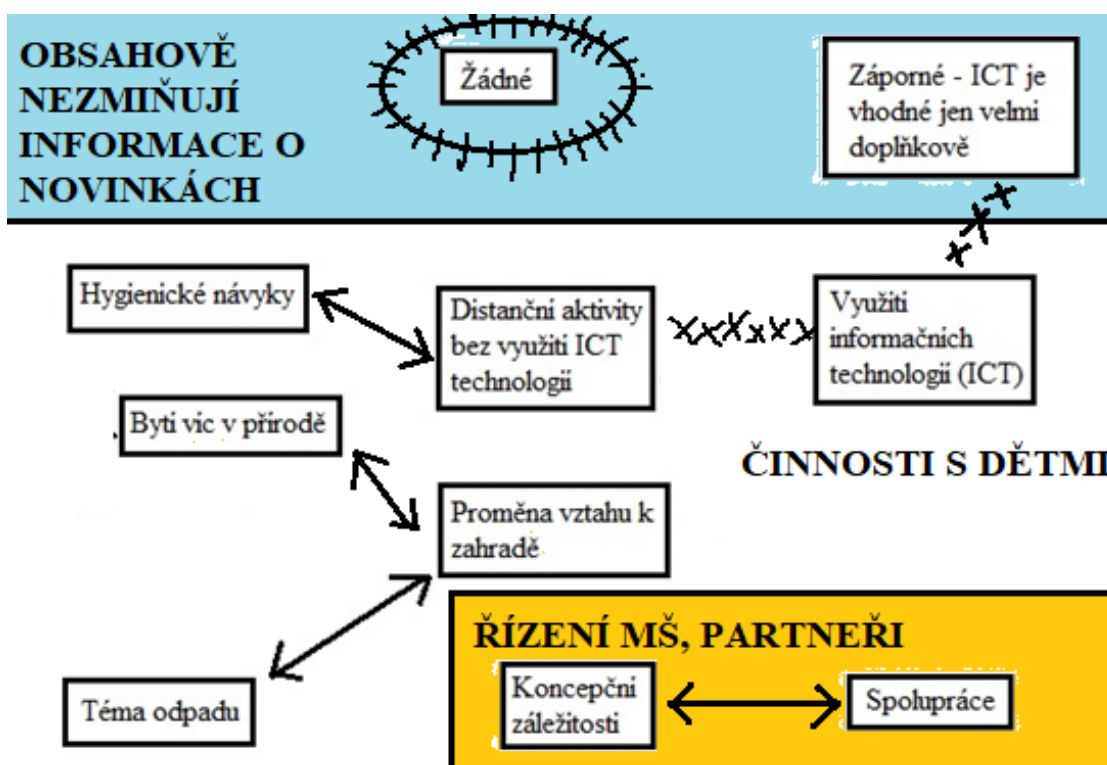 OBSAHOVĚ
NEZMIŇUJÍ
INFORMACE O
NOVINKÁCH
Žádné
Záporné - ICT je
vhodné jen velmi
doplňkově
Hygienické návyky
Distanční aktivity
bez využití ICT
technologií
Využití
informačních
technologií (ICT)
Bytí víc v přírodě
ČINNOSTI S DĚTMI
Proměna vztahu k
zahradě
Téma odpadu
ŘÍZENÍ MŠ, PARTNEŘI
Koncepční
záležitosti
Spolupráce